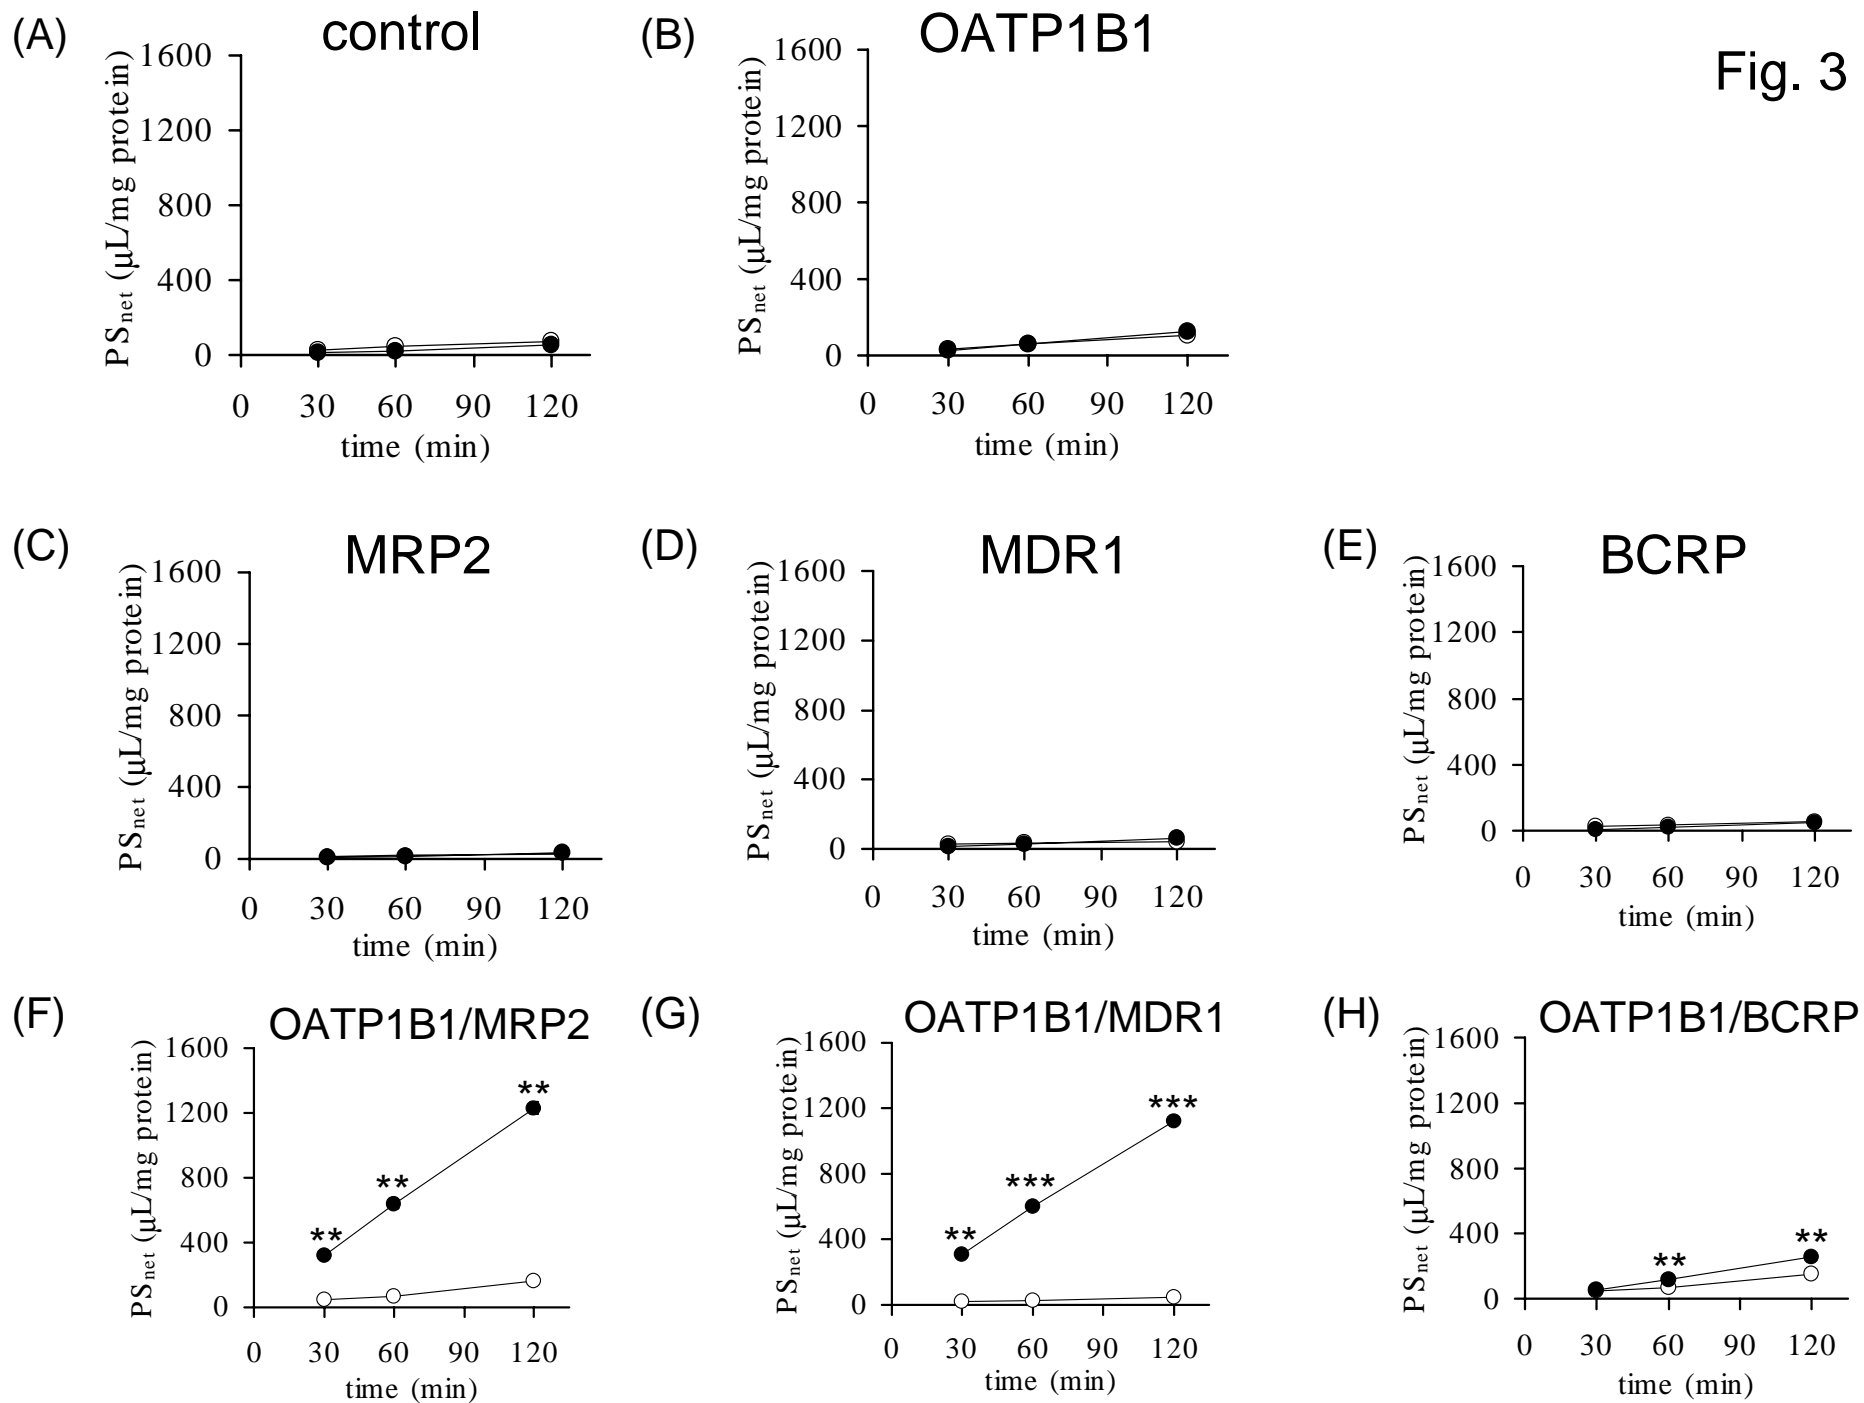 Fig. 3
(A)
control
PSnet (μL/mg protein)
1600
1200
800
400
0
0 30 60 90 120
time (min)
(B)
OATP1B1
PSnet (μL/mg protein)
1600
1200
800
400
0
0 30 60 90 120
time (min)
(C)
MRP2
PSnet (μL/mg protein)
1600
1200
800
400
0
0 30 60 90 120
time (min)
(D)
MDR1
PSnet (μL/mg protein)
1600
1200
800
400
0
0 30 60 90 120
time (min)
(E)
BCRP
PSnet (μL/mg protein)
1600
1200
800
400
0
0 30 60 90 120
time (min)
(F)
OATP1B1/MRP2
PSnet (μL/mg protein)
1600
1200
800
400
0
**
**
**
0 30 60 90 120
time (min)
(G)
OATP1B1/MDR1
PSnet (μL/mg protein)
1600
1200
800
400
0
***
***
**
0 30 60 90 120
time (min)
(H)
OATP1B1/BCRP
PSnet (μL/mg protein)
1600
1200
800
400
0
**
**
0 30 60 90 120
time (min)